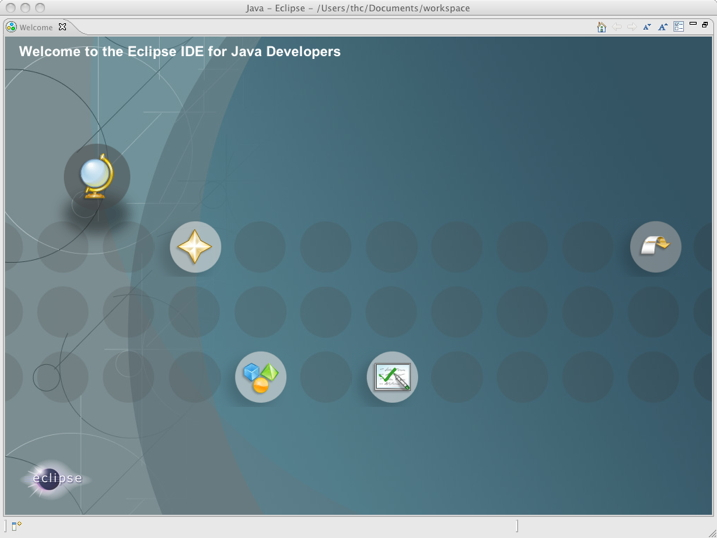 Java – Eclipse – /Users/thc/Documents/workspace
Welcome
Welcome to the Eclipse IDE for Java Developers
eclipse